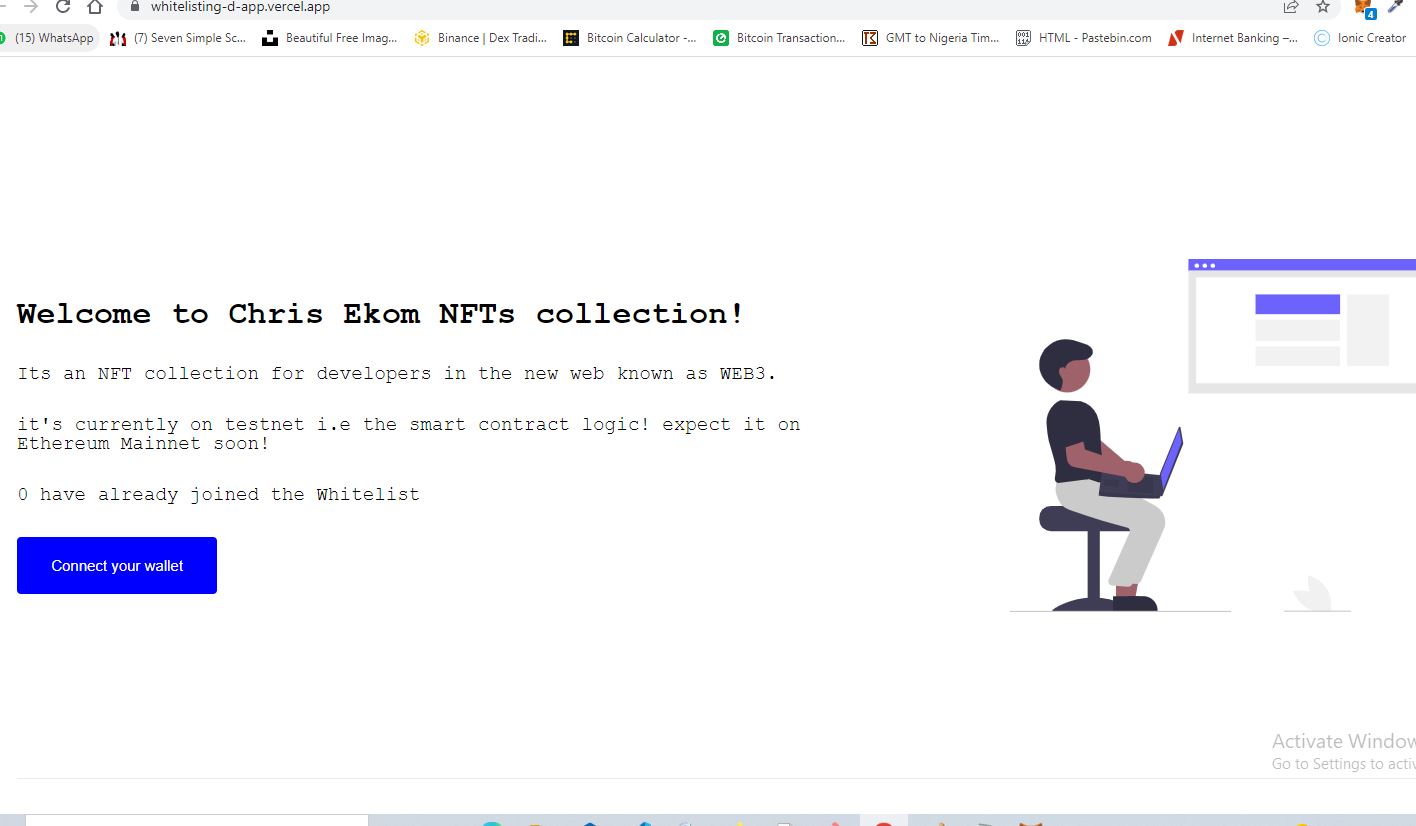 whitelisting-d-app.vercel.app
4
(15) WhatsApp
(7) Seven Simple Sc...
Beautiful Free Imag...
Binance | Dex Tradi...
Bitcoin Calculator -...
Bitcoin Transaction...
GMT to Nigeria Tim...
HTML - Pastebin.com
Internet Banking –...
Ionic Creator
Welcome to Chris Ekom NFTs collection!
Its an NFT collection for developers in the new web known as WEB3.
it's currently on testnet i.e the smart contract logic! expect it on
Ethereum Mainnet soon!
0 have already joined the Whitelist
Connect your wallet
Activate Window
Go to Settings to activ